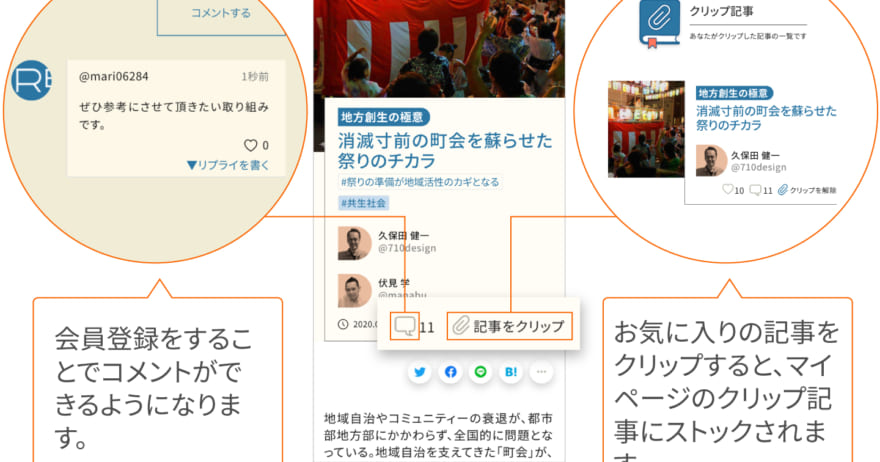 コメントする
@mari06284
1秒前
ぜひ参考にさせて頂きたい取り組み
です。
0
▼リプライを書く
会員登録をするこ
とでコメントがで
きるようになりま
す。
地方創生の極意
消滅寸前の町会を蘇らせた
祭りのチカラ
#祭りの準備が地域活性のカギとなる
#共生社会
久保田 健一
@710design
伏見 学
@manabu
2020.0
11
記事をクリップ
B!
地域自治やコミュニティーの衰退が、都市
部地方部にかかわらず、全国的に問題とな
っている。地域自治を支えてきた「町会」が、
クリップ記事
あなたがクリップした記事の一覧です
地方創生の極意
消滅寸前の町会を蘇らせた
祭りのチカラ
久保田 健一
@710design
10
11
クリップを解除
お気に入りの記事を
クリップすると、マイ
ページのクリップ記
事にストックされま